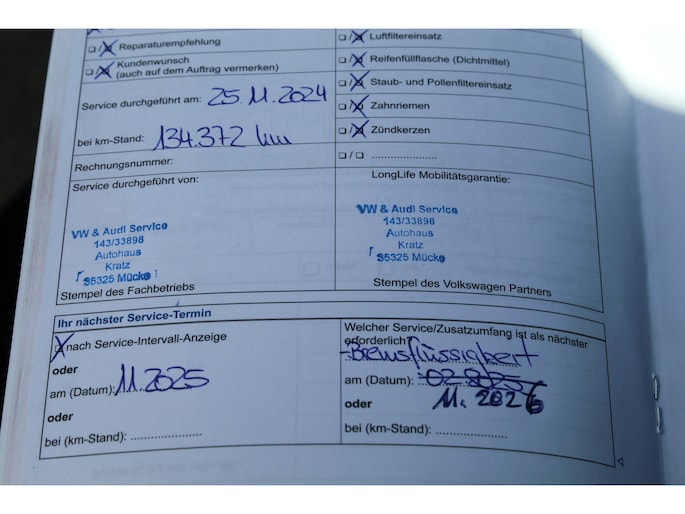 Reparaturempfehlung
Kundenwunsch
(auch auf dem Auftrag vermerken)
Service durchgeführt am: 25.11.2024
bei km-Stand: 134.372 km
Rechnungsnummer:
Service durchgeführt von:
VW & Audi Service
143/33898
Autohaus
Kratz
35325 Mücke
Stempel des Fachbetriebs
Luftfiltereinsatz
Reifenfüllflasche (Dichtmittel)
Staub- und Pollenfiltereinsatz
Zahnriemen
Zündkerzen
/ .....................
LongLife Mobilitätsgarantie:
VW & Audi Service
143/33898
Autohaus
Kratz
35325 Mücke
Stempel des Volkswagen Partners
Ihr nächster Service-Termin
nach Service-Intervall-Anzeige
oder
am (Datum): 11.2025
oder
bei (km-Stand): .......................
Welcher Service/Zusatzumfang ist als nächster
erforderlich
- Bremsflüssigkeit
am (Datum): 02.2025
11. 2026
oder
bei (km-Stand): .......................